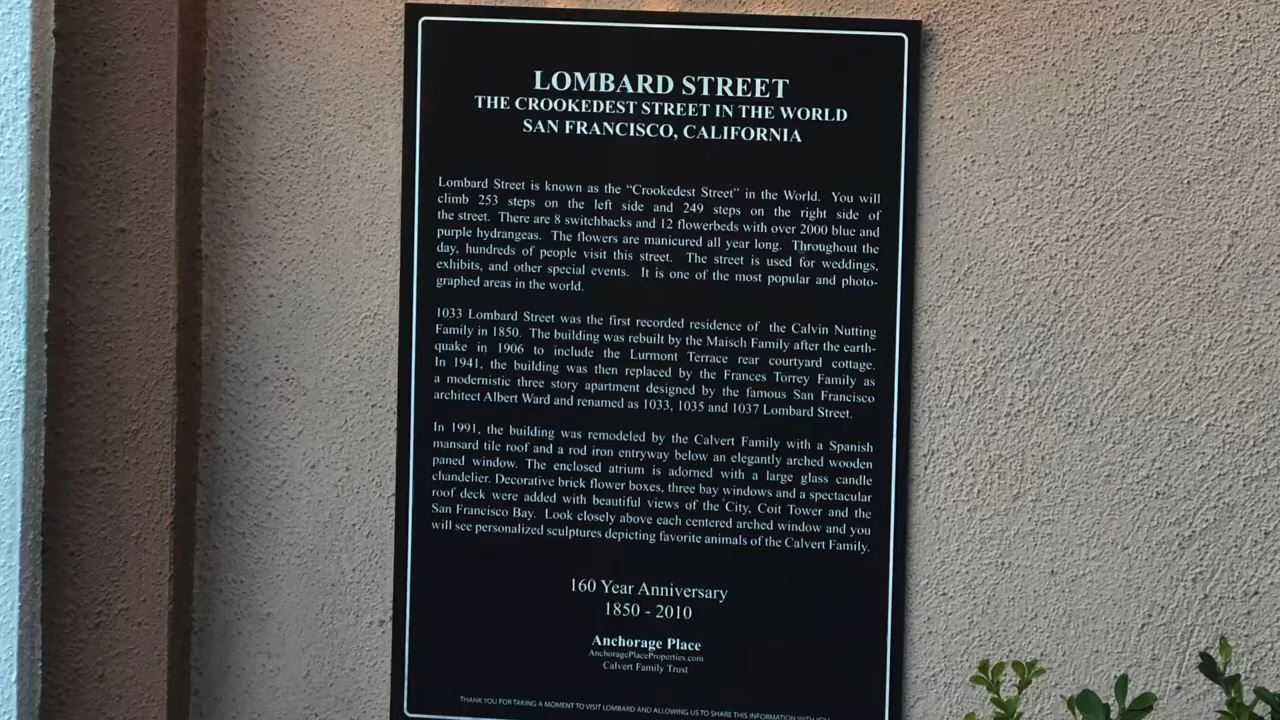 LOMBARD STREET
THE CROOKEDEST STREET IN THE WORLD
SAN FRANCISCO, CALIFORNIA
Lombard Street is known as the “Crookedest Street” in the World. You will
climb 253 steps on the left side and 249 steps on the right side of
the street. There are 8 switchbacks and 12 flowerbeds with over 2000 blue and
purple hydrangeas. The flowers are manicured all year long. Throughout the
day, hundreds of people visit this street. The street is used for weddings,
exhibits, and other special events. It is one of the most popular and photo-
graphed areas in the world.
1033 Lombard Street was the first recorded residence of the Calvin Nutting
Family in 1850. The building was rebuilt by the Maisch Family after the earth-
quake in 1906 to include the Lurmont Terrace rear courtyard cottage.
In 1941, the building was then replaced by the Frances Torrey Family as
a modernistic three story apartment designed by the famous San Francisco
architect Albert Ward and renamed as 1033, 1035 and 1037 Lombard Street.
In 1991, the building was remodeled by the Calvert Family with a Spanish
mansard tile roof and a rod iron entryway below an elegantly arched wooden
paned window. The enclosed atrium is adorned with a large glass candle
chandelier. Decorative brick flower boxes, three bay windows and a spectacular
roof deck were added with beautiful views of the City, Coit Tower and the
San Francisco Bay. Look closely above each centered arched window and you
will see personalized sculptures depicting favorite animals of the Calvert Family.
160 Year Anniversary
1850 - 2010
Anchorage Place
AnchoragePlaceProperties.com
Calvert Family Trust
THANK YOU FOR TAKING A MOMENT TO VISIT LOMBARD AND ALLOWING US TO SHARE THIS INFORMATION WITH